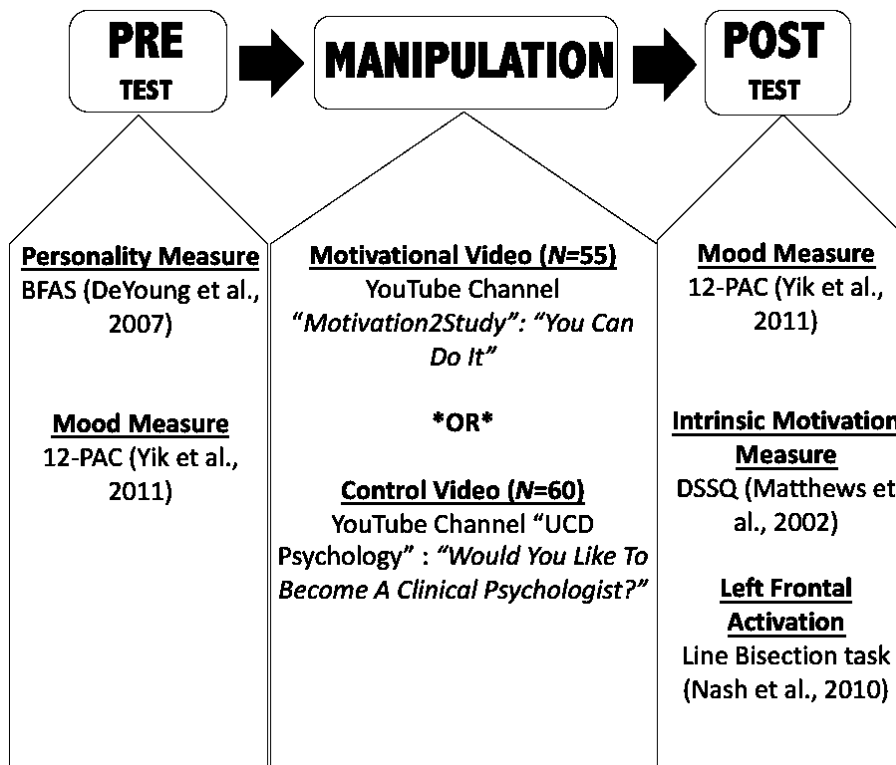 PRE
TEST
MANIPULATION
POST
TEST
Personality Measure
BFAS (DeYoung et al.,
2007)
Mood Measure
12-PAC (Yik et al.,
2011)
Motivational Video (N=55)
YouTube Channel
“Motivation2Study”: “You Can
Do It”
*OR*
Control Video (N=60)
YouTube Channel “UCD
Psychology” : “Would You Like To
Become A Clinical Psychologist?”
Mood Measure
12-PAC (Yik et al.,
2011)
Intrinsic Motivation
Measure
DSSQ (Matthews et
al., 2002)
Left Frontal
Activation
Line Bisection task
(Nash et al., 2010)